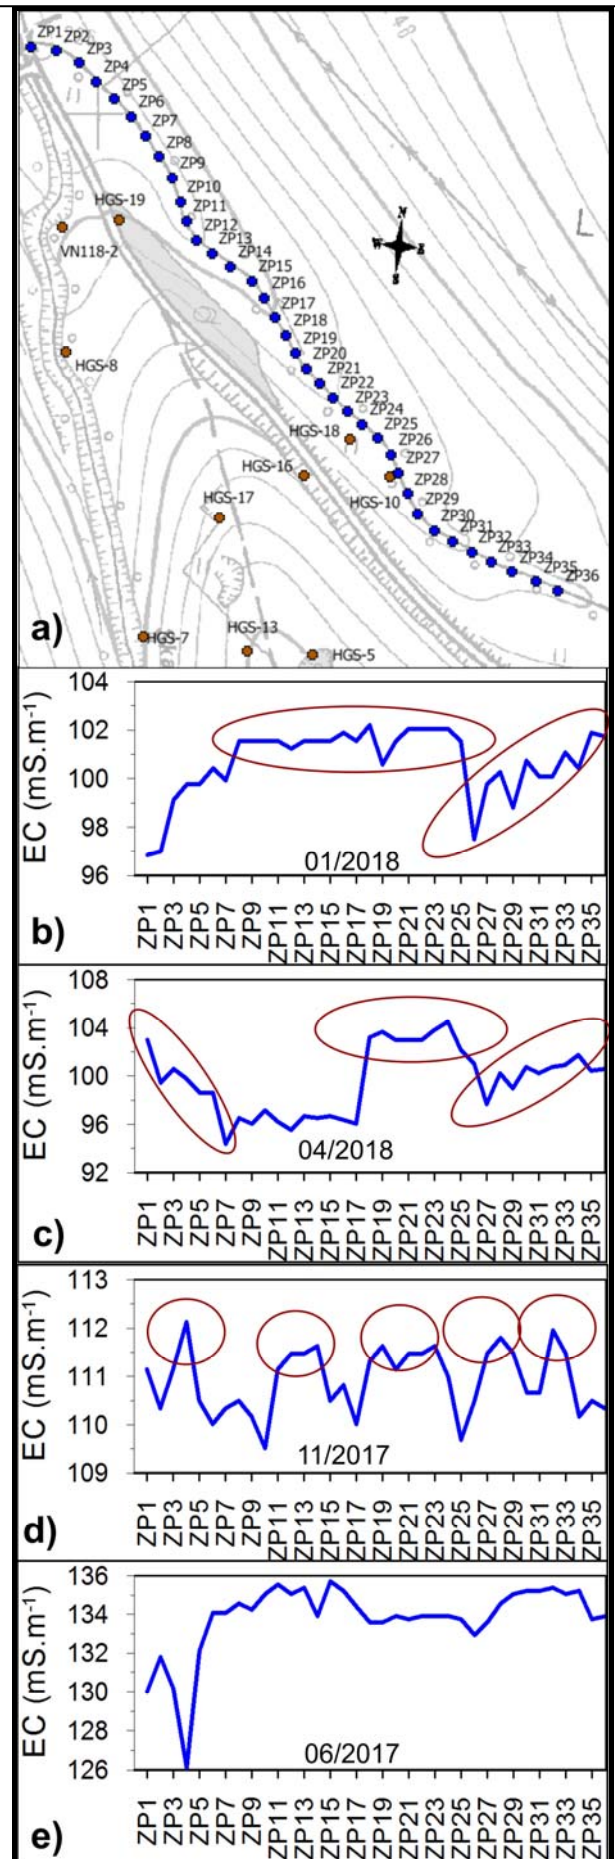 ZP1
ZP2
ZP3
ZP4
ZP5
ZP6
ZP7
ZP8
ZP9
ZP10
HGS-19
ZP11
ZP12
VN118-2
ZP13
ZP14
ZP15
ZP16
ZP17
ZP18
ZP19
ZP20
HGS-8
ZP21
ZP22
ZP23
ZP24
HGS-18
ZP25
ZP26
ZP27
HGS-16
HGS-10
ZP28
ZP29
HGS-17
ZP30
ZP31
ZP32
ZP33
ZP34
ZP35
ZP36
N
W E
S
a)
HGS-7
HGS-13
HGS-5
104
102
100
98
96
EC (mS.m-1)
01/2018
ZP1 ZP3 ZP5 ZP7 ZP9 ZP11 ZP13 ZP15 ZP17 ZP19 ZP21 ZP23 ZP25 ZP27 ZP29 ZP31 ZP33 ZP35
b)
108
104
100
96
92
EC (mS.m-1)
04/2018
ZP1 ZP3 ZP5 ZP7 ZP9 ZP11 ZP13 ZP15 ZP17 ZP19 ZP21 ZP23 ZP25 ZP27 ZP29 ZP31 ZP33 ZP35
c)
113
112
111
110
109
EC (mS.m-1)
11/2017
ZP1 ZP3 ZP5 ZP7 ZP9 ZP11 ZP13 ZP15 ZP17 ZP19 ZP21 ZP23 ZP25 ZP27 ZP29 ZP31 ZP33 ZP35
d)
136
134
132
130
128
126
EC (mS.m-1)
06/2017
ZP1 ZP3 ZP5 ZP7 ZP9 ZP11 ZP13 ZP15 ZP17 ZP19 ZP21 ZP23 ZP25 ZP27 ZP29 ZP31 ZP33 ZP35
e)